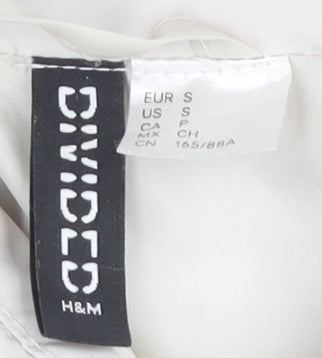 DIVIDED
H&M
EUR S
US S
CA P
MX CH
CN 165/88A